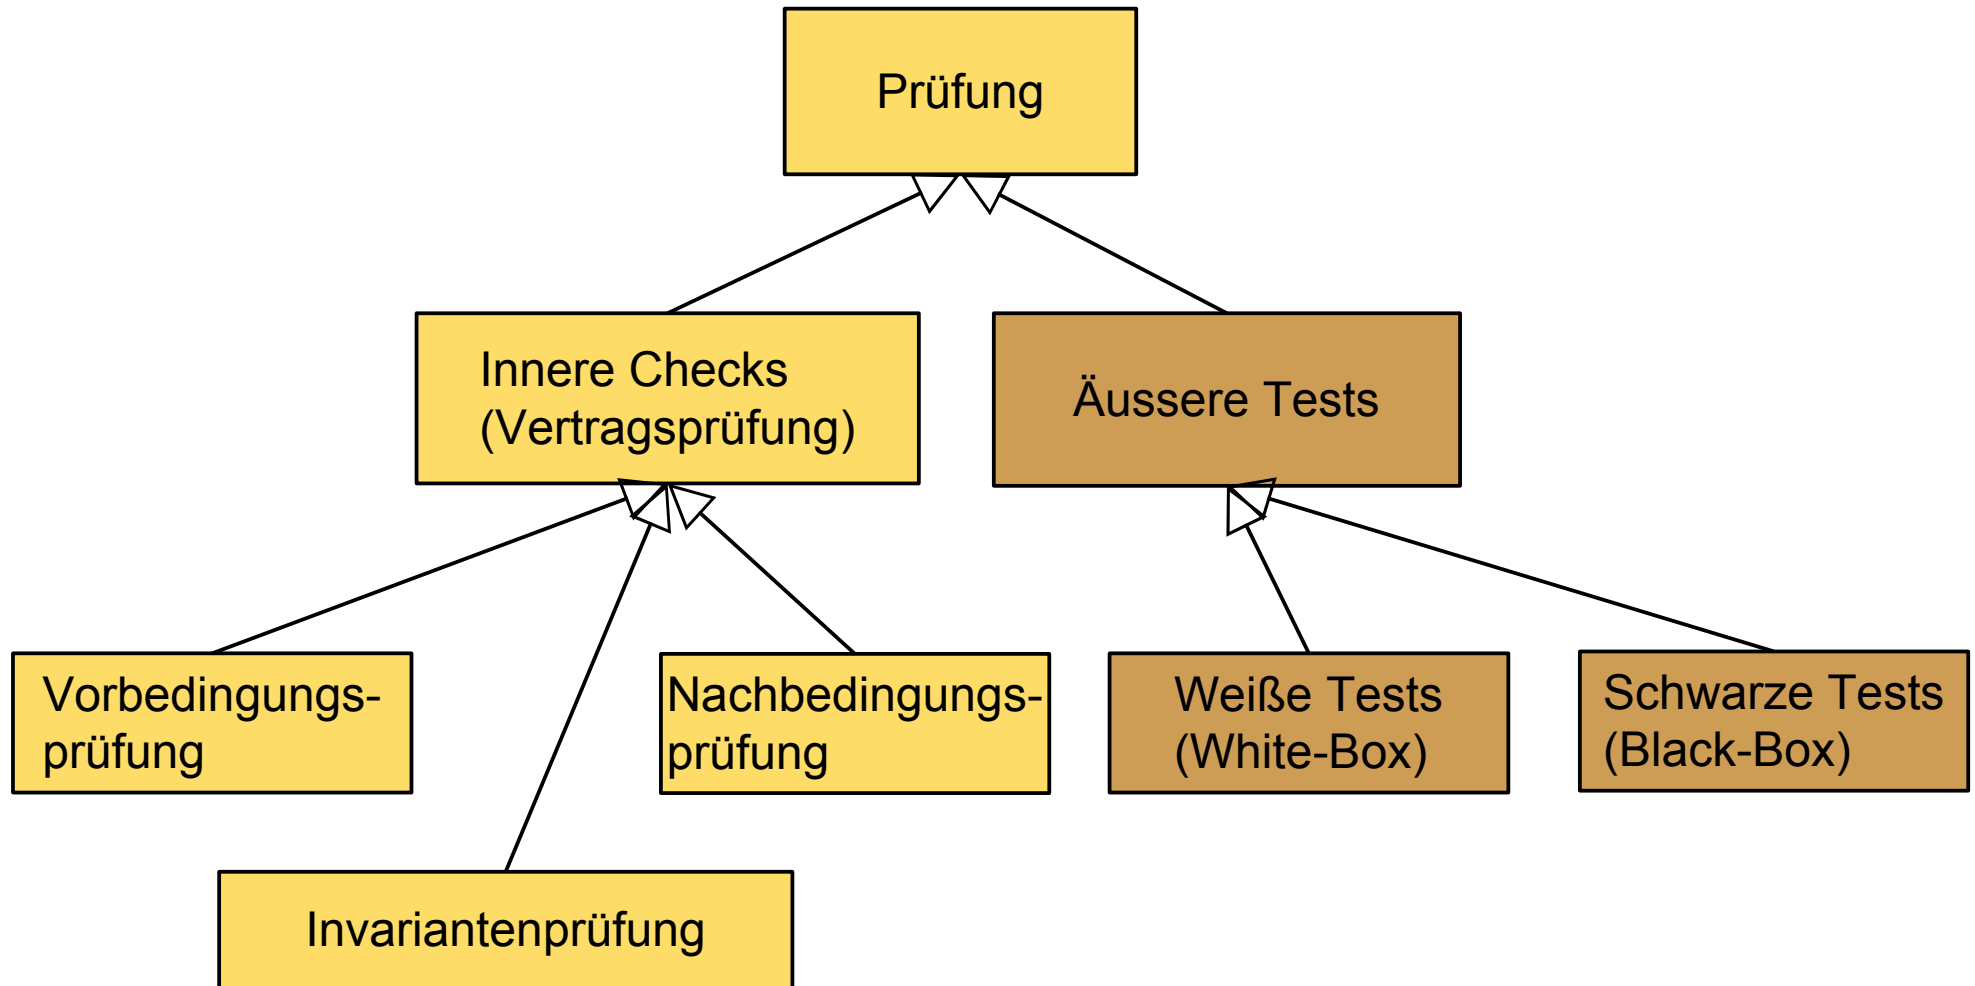 Prüfung
Innere Checks
(Vertragsprüfung)
Äussere Tests
Vorbedingungs-
prüfung
Nachbedingungs-
prüfung
Weiße Tests
(White-Box)
Schwarze Tests
(Black-Box)
Invariantenprüfung